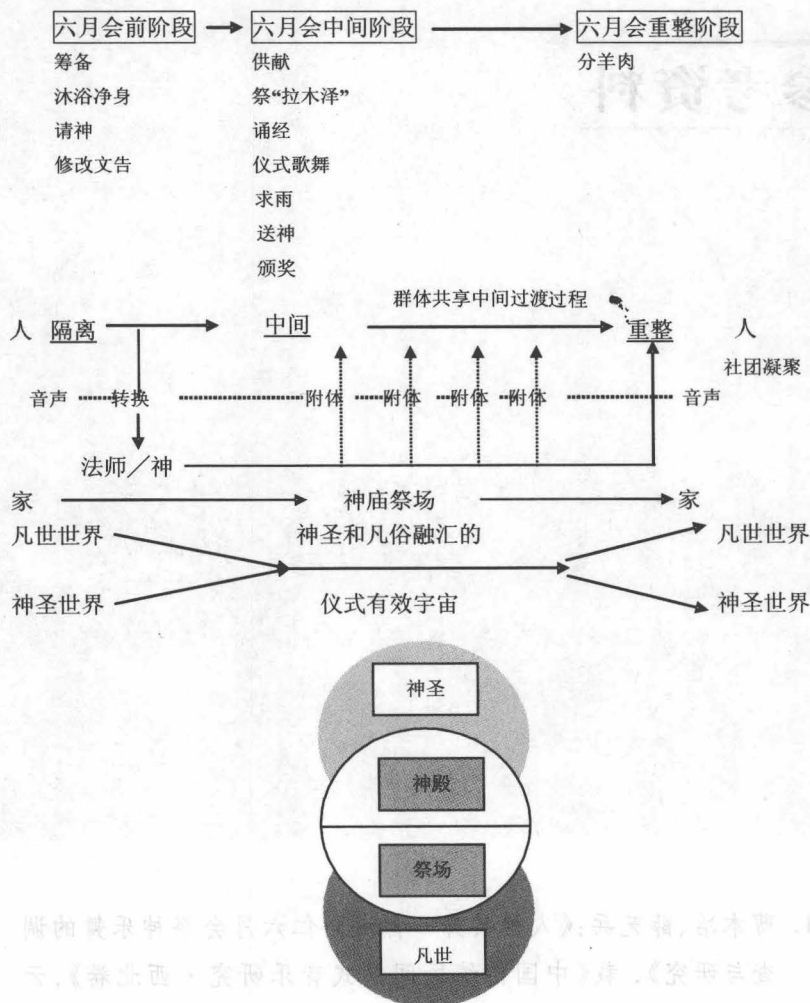 六月会前阶段 六月会中间阶段 六月会重整阶段
筹备 供献 分羊肉
沐浴净身 祭“拉木泽”
请神 诵经
修改文告 仪式歌舞
求雨
送神
颁奖
群体共享中间过渡过程
人 隔离 中间 重整 人
社团凝聚
音声 转换 附体 附体 附体 附体 音声
法师／神
家 神庙祭场 家
凡世世界 神圣和凡俗融汇的 凡世世界
神圣世界 仪式有效宇宙 神圣世界
神圣
神殿
祭场
凡世